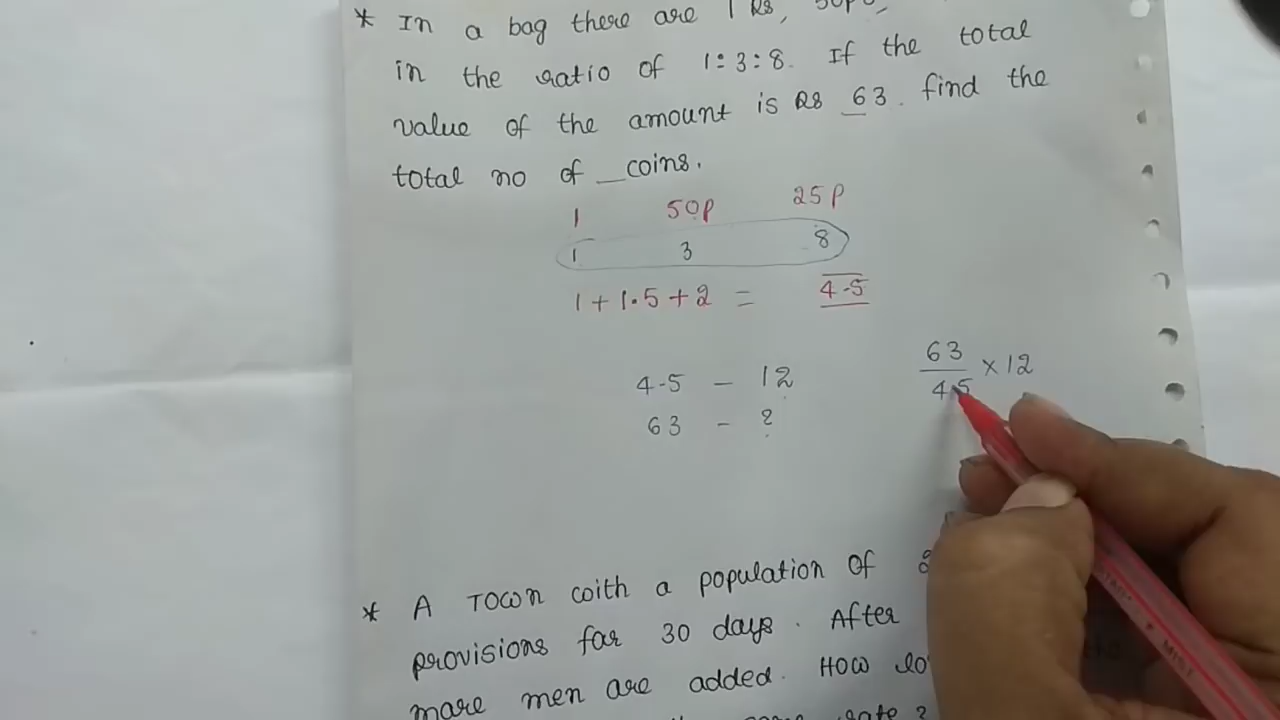 * In a bag there are 1 Rs, 50p
in the ratio of 1:3:8. If the total
value of the amount is Rs 63. find the
total no of _ coins.
1 50p 25p
1 3 8
1 + 1.5 + 2 = 4.5
4.5 - 12
63 - ?
63
4.5 × 12
* A Town with a population of
provisions for 30 days. After
more men are added. How
rate ?